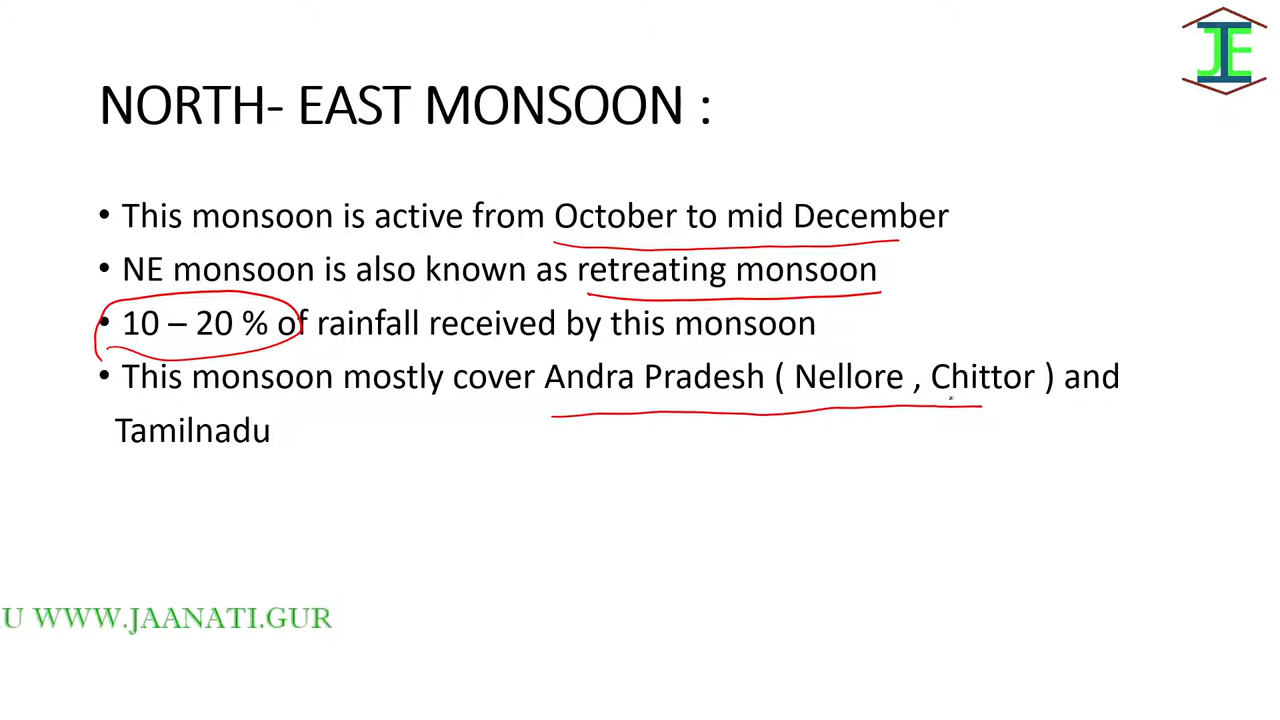 JE
NORTH- EAST MONSOON :
• This monsoon is active from October to mid December
• NE monsoon is also known as retreating monsoon
• 10 – 20 % of rainfall received by this monsoon
• This monsoon mostly cover Andra Pradesh ( Nellore , Chittor ) and
Tamilnadu
U WWW.JAANATI.GUR